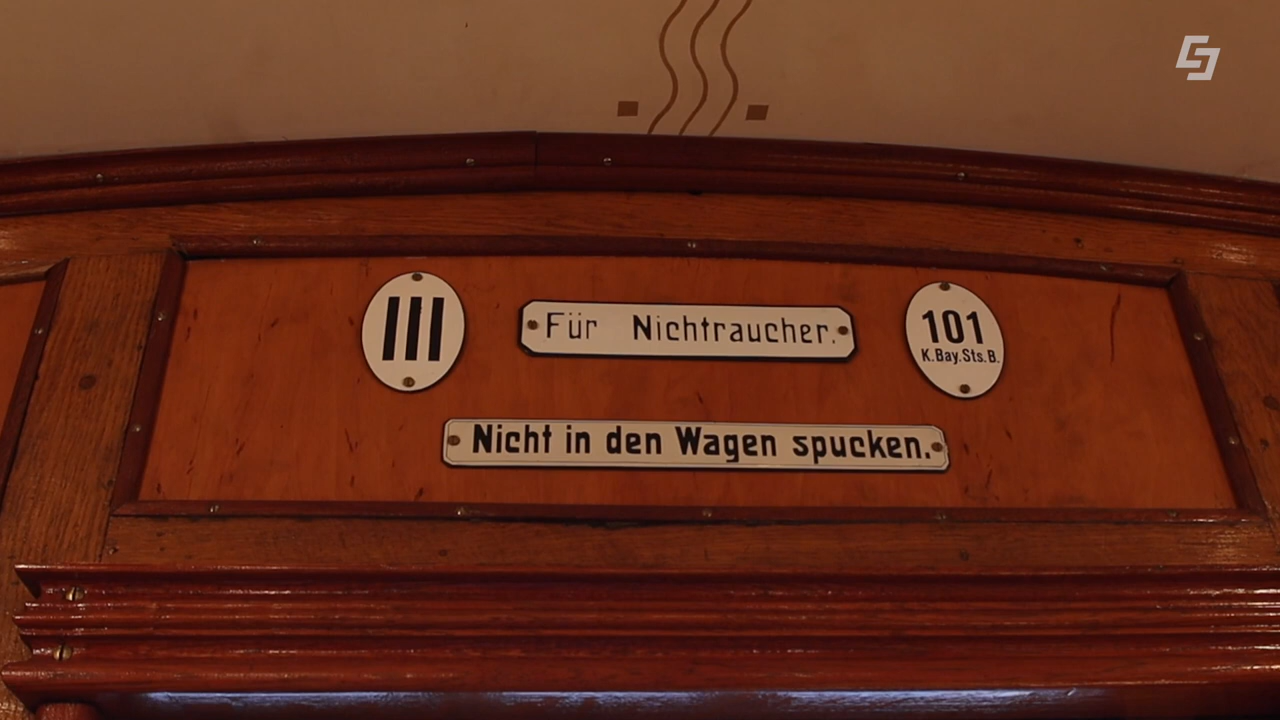 III
Für Nichtraucher.
101
K.Bay.Sts.B.
Nicht in den Wagen spucken.